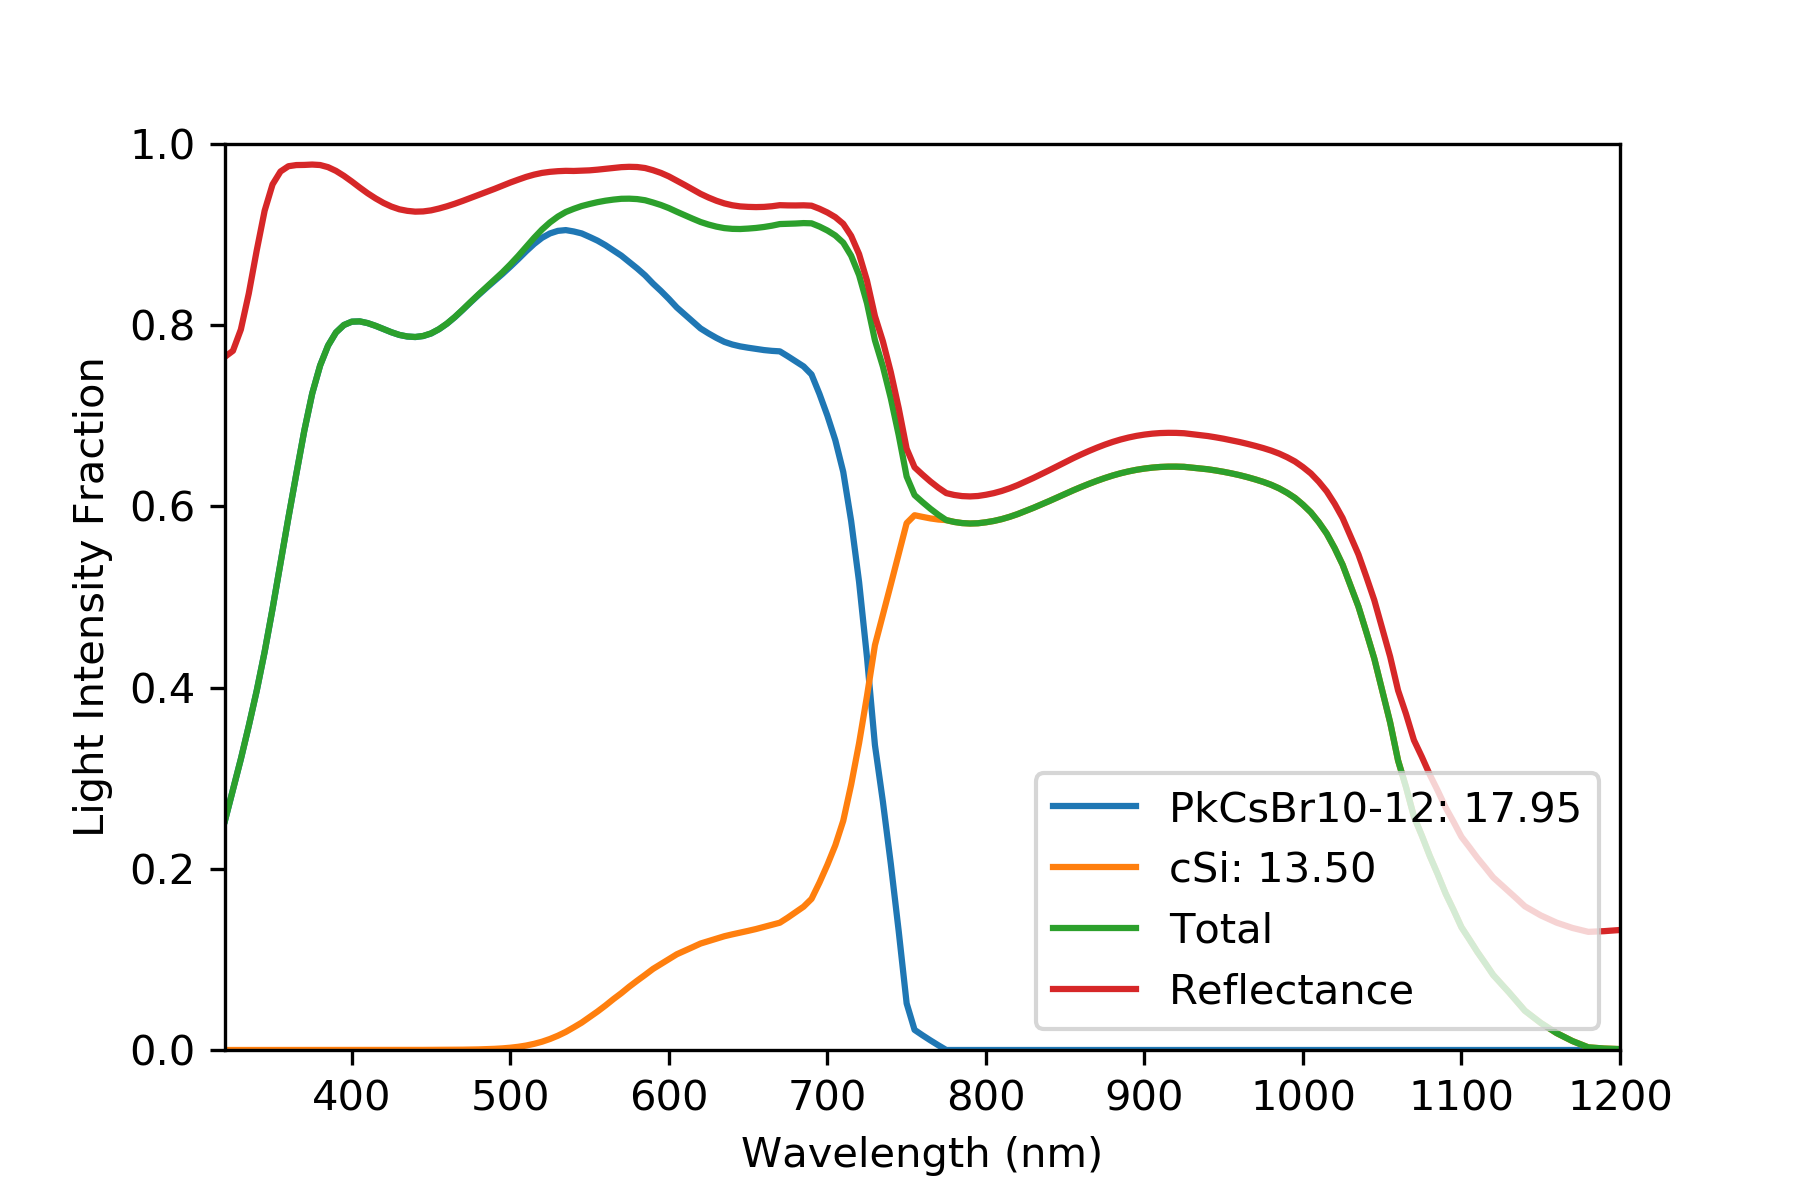 1.0
0.8
0.6
0.4
0.2
0.0
Light Intensity Fraction
400 500 600 700 800 900 1000 1100 1200
Wavelength (nm)
PkCsBr10-12: 17.95
cSi: 13.50
Total
Reflectance